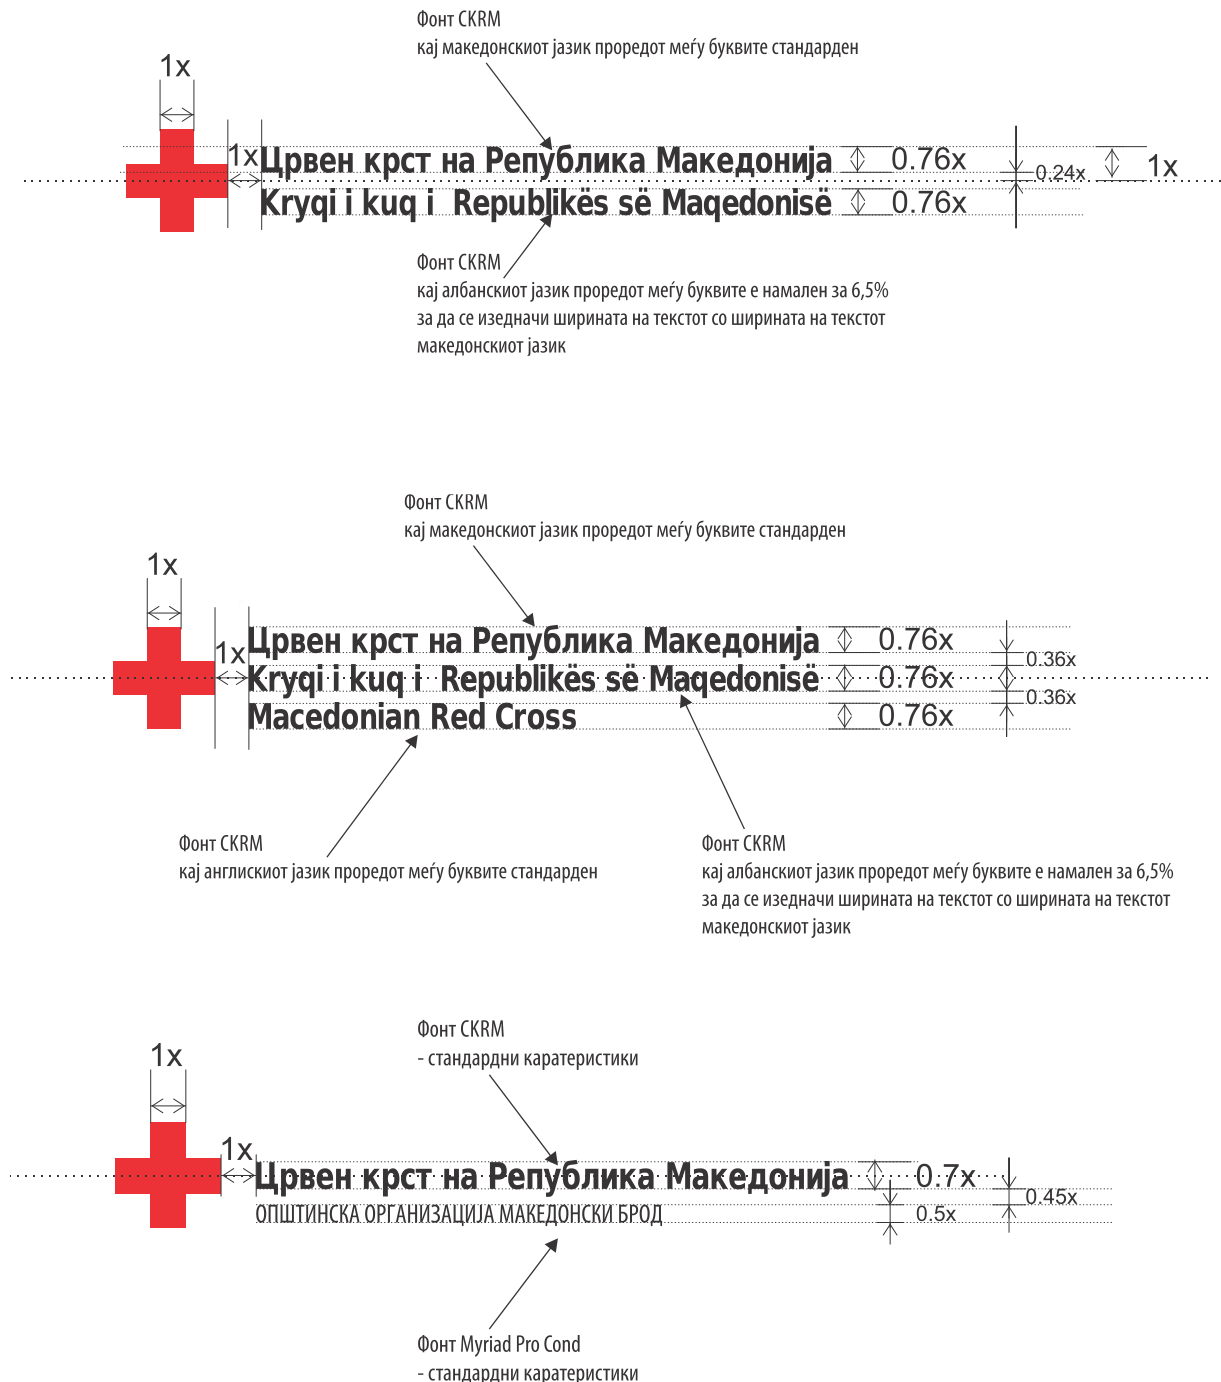 Фонт CKRM
кај македонскиот јазик проредот меѓу буквите стандарден
1x
1x
Црвен крст на Република Македонија
0.76x
0.24x
1x
Kryqi i kuq i Republikës së Maqedonisë
0.76x
Фонт CKRM
кај албанскиот јазик проредот меѓу буквите е намален за 6,5%
за да се изедначи ширината на текстот со ширината на текстот
македонскиот јазик
Фонт CKRM
кај македонскиот јазик проредот меѓу буквите стандарден
1x
1x
Црвен крст на Република Македонија
0.76x
0.36x
Kryqi i kuq i Republikës së Maqedonisë
0.76x
0.36x
Macedonian Red Cross
0.76x
Фонт CKRM
кај англискиот јазик проредот меѓу буквите стандарден
Фонт CKRM
кај албанскиот јазик проредот меѓу буквите е намален за 6,5%
за да се изедначи ширината на текстот со ширината на текстот
македонскиот јазик
Фонт CKRM
- стандардни каратеристики
1x
1x
Црвен крст на Република Македонија
0.7x
0.45x
ОПШТИНСКА ОРГАНИЗАЦИЈА МАКЕДОНСКИ БРОД
0.5x
Фонт Myriad Pro Cond
- стандардни каратеристики